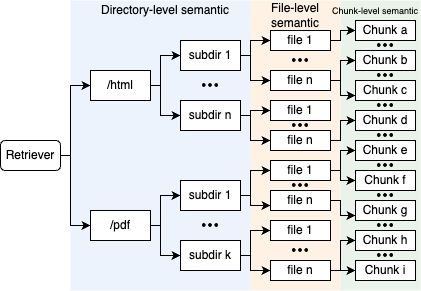 Directory-level semantic
File-level
semantic
Chunk-level semantic
Retriever
/html
/pdf
subdir 1
•••
subdir n
subdir 1
•••
subdir k
file 1
•••
file n
file 1
•••
file n
file 1
•••
file n
file 1
•••
file n
Chunk a
•••
Chunk b
•••
Chunk c
•••
Chunk d
•••
Chunk e
•••
Chunk f
•••
Chunk g
•••
Chunk h
•••
Chunk i